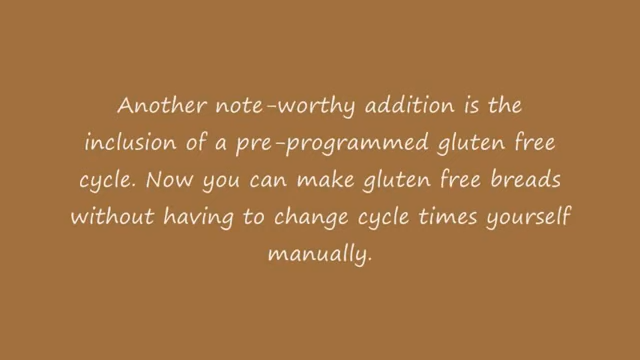 Another note-worthy addition is the
inclusion of a pre-programmed gluten free
cycle. Now you can make gluten free breads
without having to change cycle times yourself
manually.